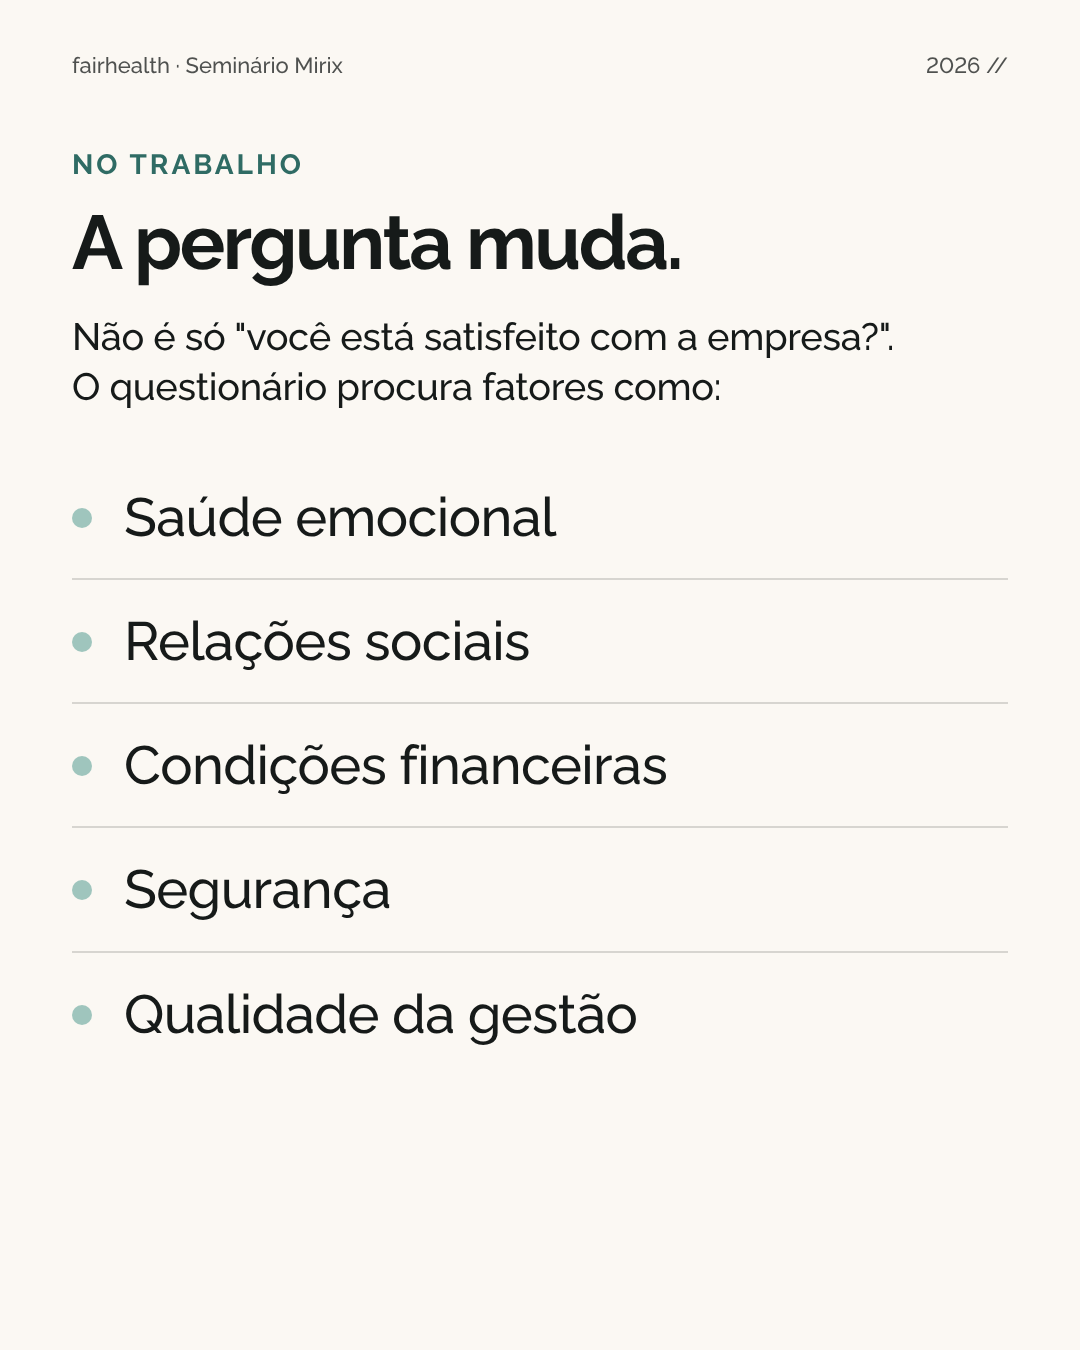 fairhealth · Seminário Mirix
2026 //
NO TRABALHO
A pergunta muda.
Não é só "você está satisfeito com a empresa?".
O questionário procura fatores como:
Saúde emocional
Relações sociais
Condições financeiras
Segurança
Qualidade da gestão